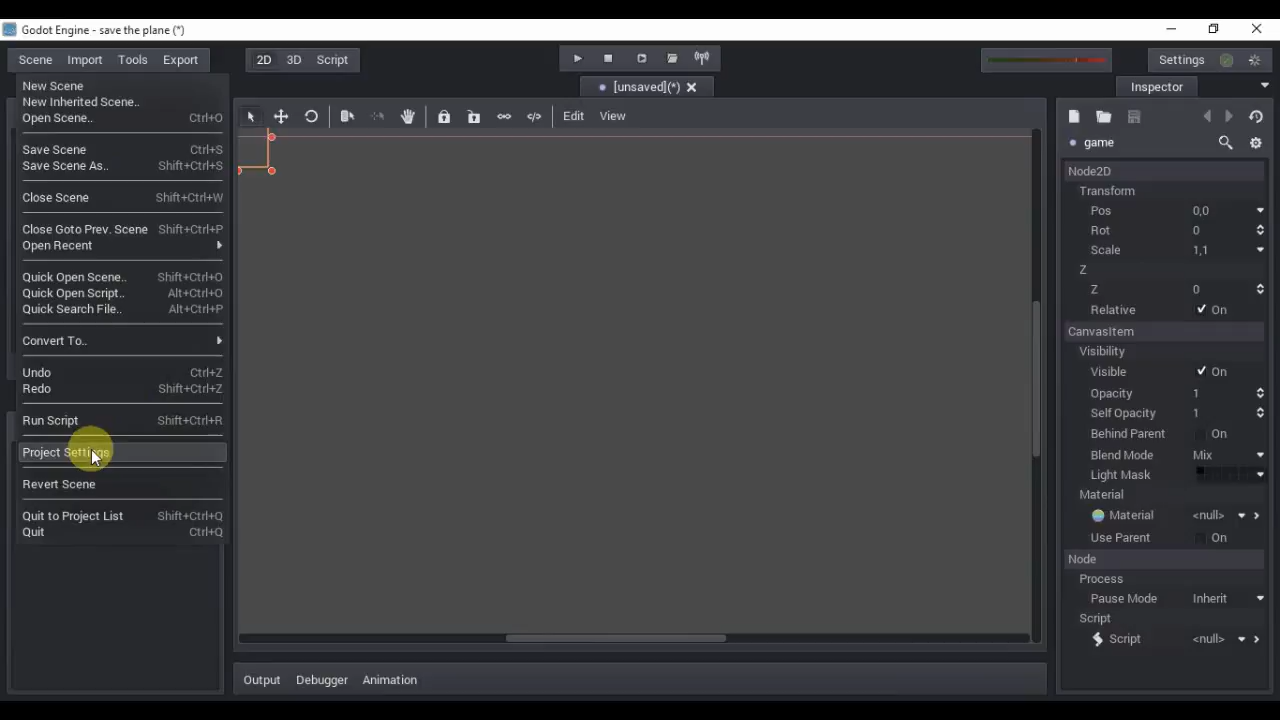 Godot Engine - save the plane (*)
Scene Import Tools Export 2D 3D Script Settings
[unsaved](*) Inspector
New Scene
New Inherited Scene..
Open Scene.. Ctrl+O
Save Scene Ctrl+S
Save Scene As.. Shift+Ctrl+S
Close Scene Shift+Ctrl+W
Close Goto Prev. Scene Shift+Ctrl+P
Open Recent
Quick Open Scene.. Shift+Ctrl+O
Quick Open Script.. Alt+Ctrl+O
Quick Search File.. Alt+Ctrl+P
Convert To..
Undo Ctrl+Z
Redo Shift+Ctrl+Z
Run Script Shift+Ctrl+R
Project Settings
Revert Scene
Quit to Project List Shift+Ctrl+Q
Quit Ctrl+Q
Edit View
game
Node2D
Transform
Pos 0,0
Rot 0
Scale 1,1
Z
Z 0
Relative On
CanvasItem
Visibility
Visible On
Opacity 1
Self Opacity 1
Behind Parent On
Blend Mode Mix
Light Mask
Material
Material <null>
Use Parent On
Node
Process
Pause Mode Inherit
Script
Script <null>
Output Debugger Animation